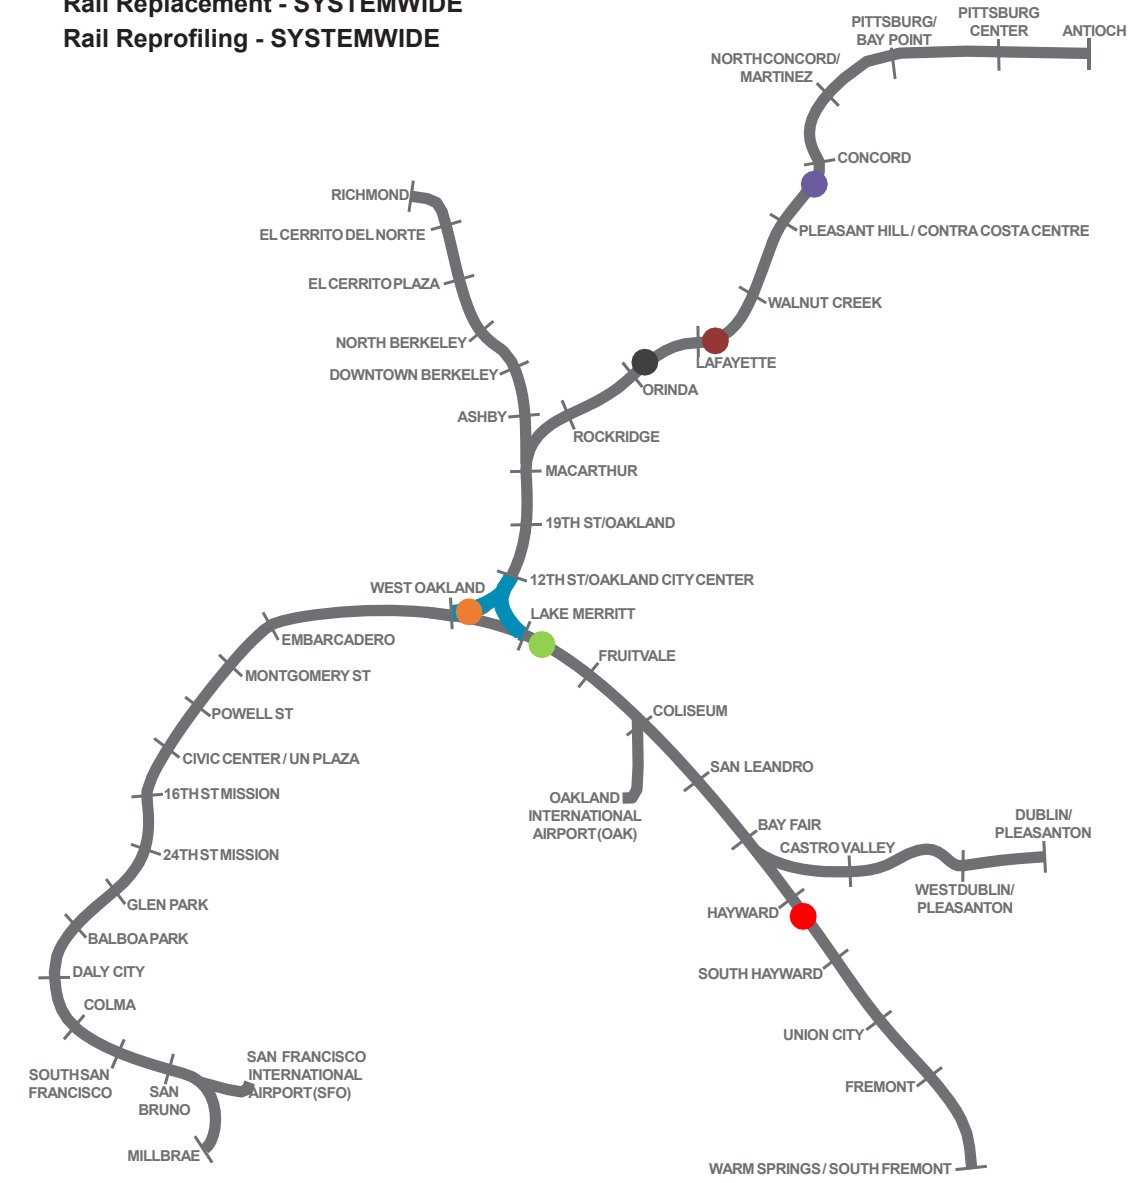 Rail Replacement - SYSTEMWIDE
Rail Reprofiling - SYSTEMWIDE
PITTSBURG/
BAY POINT
PITTSBURG
CENTER
ANTIOCH
NORTH CONCORD/
MARTINEZ
CONCORD
RICHMOND
EL CERRITO DEL NORTE
PLEASANT HILL / CONTRA COSTA CENTRE
EL CERRITO PLAZA
WALNUT CREEK
NORTH BERKELEY
LAFAYETTE
DOWNTOWN BERKELEY
ORINDA
ASHBY
ROCKRIDGE
MACARTHUR
19TH ST/OAKLAND
12TH ST/OAKLAND CITY CENTER
WEST OAKLAND
LAKE MERRITT
EMBARCADERO
FRUITVALE
MONTGOMERY ST
POWELL ST
COLISEUM
CIVIC CENTER / UN PLAZA
SAN LEANDRO
16TH ST MISSION
OAKLAND
INTERNATIONAL
AIRPORT (OAK)
BAY FAIR
DUBLIN/
PLEASANTON
24TH ST MISSION
CASTRO VALLEY
WEST DUBLIN/
PLEASANTON
GLEN PARK
HAYWARD
BALBOA PARK
DALY CITY
SOUTH HAYWARD
COLMA
UNION CITY
SOUTH SAN
FRANCISCO
SAN
BRUNO
SAN FRANCISCO
INTERNATIONAL
AIRPORT (SFO)
FREMONT
MILLBRAE
WARM SPRINGS / SOUTH FREMONT